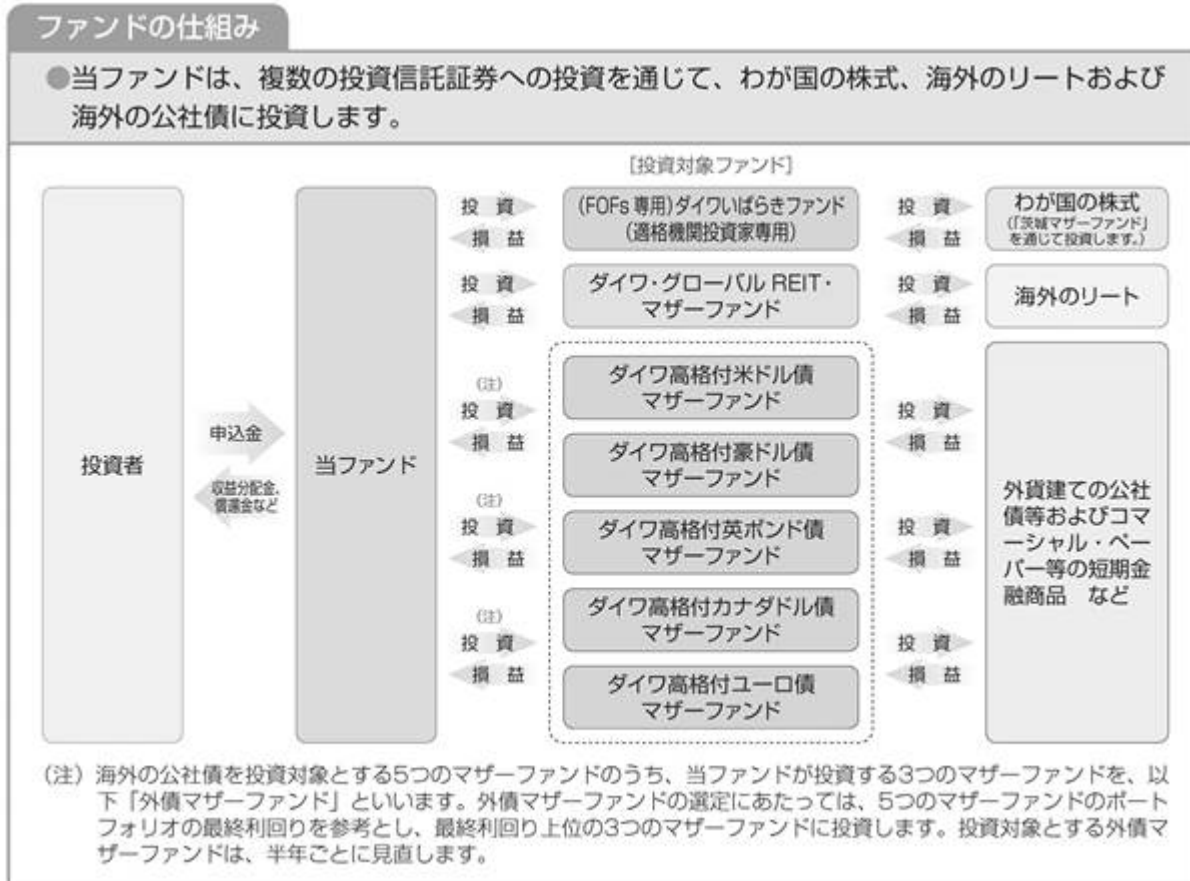 ファンドの仕組み
●当ファンドは、複数の投資信託証券への投資を通じて、わが国の株式、海外のリートおよび
海外の公社債に投資します。
[投資対象ファンド]
投資者
申込金
収益分配金、
償還金など
当ファンド
投 資
損 益
(FOFs 専用)ダイワいばらきファンド
(適格機関投資家専用)
投 資
損 益
わが国の株式
(「茨城マザーファンド」
を通じて投資します。)
投 資
損 益
ダイワ・グローバル REIT・
マザーファンド
投 資
損 益
海外のリート
(注)
投 資
損 益
(注)
投 資
損 益
(注)
投 資
損 益
ダイワ高格付米ドル債
マザーファンド
ダイワ高格付豪ドル債
マザーファンド
ダイワ高格付英ポンド債
マザーファンド
ダイワ高格付カナダドル債
マザーファンド
ダイワ高格付ユーロ債
マザーファンド
投 資
損 益
投 資
損 益
投 資
損 益
外貨建ての公社
債等およびコマ
ーシャル・ペー
パー等の短期金
融商品 など
(注) 海外の公社債を投資対象とする5つのマザーファンドのうち、当ファンドが投資する3つのマザーファンドを、以
下「外債マザーファンド」といいます。外債マザーファンドの選定にあたっては、5つのマザーファンドのポート
フォリオの最終利回りを参考とし、最終利回り上位の3つのマザーファンドに投資します。投資対象とする外債マ
ザーファンドは、半年ごとに見直します。